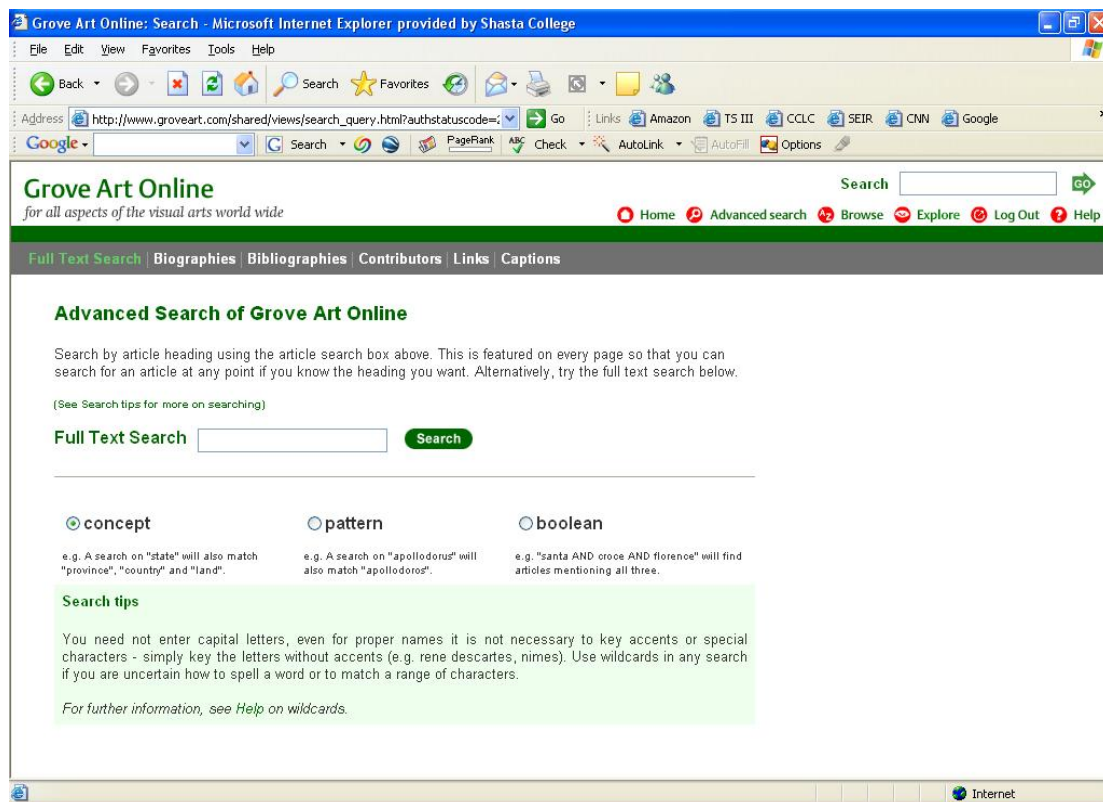 Grove Art Online: Search - Microsoft Internet Explorer provided by Shasta College
File Edit View Favorites Tools Help
Back Search Favorites
Address http://www.groveart.com/shared/views/search_query.html?authstatuscode=2 Go Links Amazon TS III CCLC SEIR CNN Google
Google Search PageRank ABC Check AutoLink AutoFill Options
Grove Art Online Search GO
for all aspects of the visual arts world wide Home Advanced search AZ Browse Explore Log Out ? Help
Full Text Search | Biographies | Bibliographies | Contributors | Links | Captions
Advanced Search of Grove Art Online
Search by article heading using the article search box above. This is featured on every page so that you can
search for an article at any point if you know the heading you want. Alternatively, try the full text search below.
(See Search tips for more on searching)
Full Text Search Search
concept pattern boolean
e.g. A search on "state" will also match e.g. A search on "apollodorus" will e.g. "santa AND croce AND florence" will find
"province", "country" and "land". also match "apollodoros". articles mentioning all three.
Search tips
You need not enter capital letters, even for proper names it is not necessary to key accents or special
characters - simply key the letters without accents (e.g. rene descartes, nimes). Use wildcards in any search
if you are uncertain how to spell a word or to match a range of characters.
For further information, see Help on wildcards.
Internet